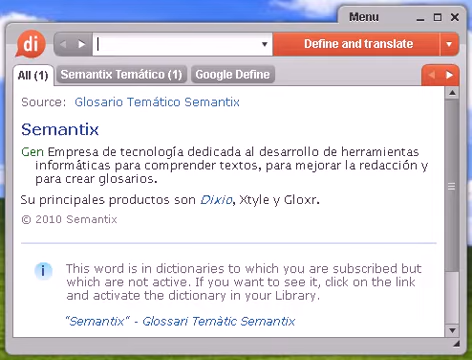 Menu
di
Define and translate
All (1) Semantix Temático (1) Google Define
Source: Glosario Temático Semantix
Semantix
Gen Empresa de tecnología dedicada al desarrollo de herramientas
informáticas para comprender textos, para mejorar la redacción y
para crear glosarios.
Su principales productos son Dixio, Xtyle y Gloxr.
© 2010 Semantix
i
This word is in dictionaries to which you are subscribed but
which are not active. If you want to see it, click on the link
and activate the dictionary in your Library.
"Semantix" - Glossari Temàtic Semantix